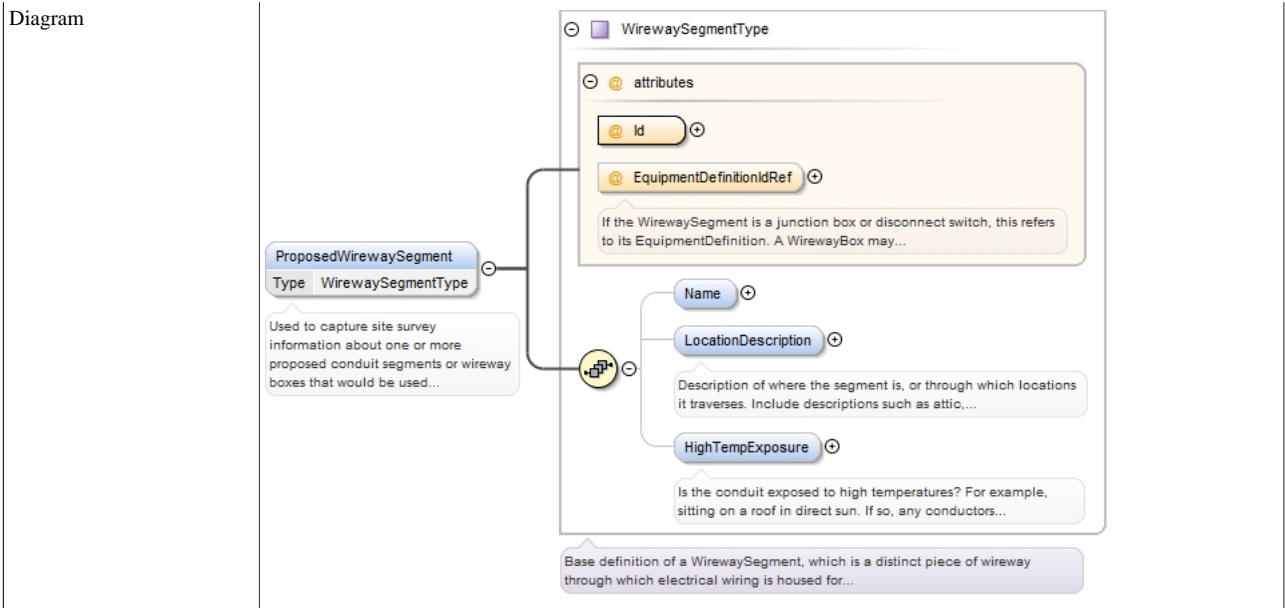 Diagram
WirewaySegmentType
@ attributes
@ Id
@ EquipmentDefinitionIdRef
If the WirewaySegment is a junction box or disconnect switch, this refers
to its EquipmentDefinition. A WirewayBox may...
ProposedWirewaySegment
Type WirewaySegmentType
Used to capture site survey
information about one or more
proposed conduit segments or wireway
boxes that would be used...
Name
LocationDescription
Description of where the segment is, or through which locations
it traverses. Include descriptions such as attic,...
HighTempExposure
Is the conduit exposed to high temperatures? For example,
sitting on a roof in direct sun. If so, any conductors...
Base definition of a WirewaySegment, which is a distinct piece of wireway
through which electrical wiring is housed for...